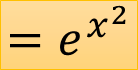 = e^{x^2}